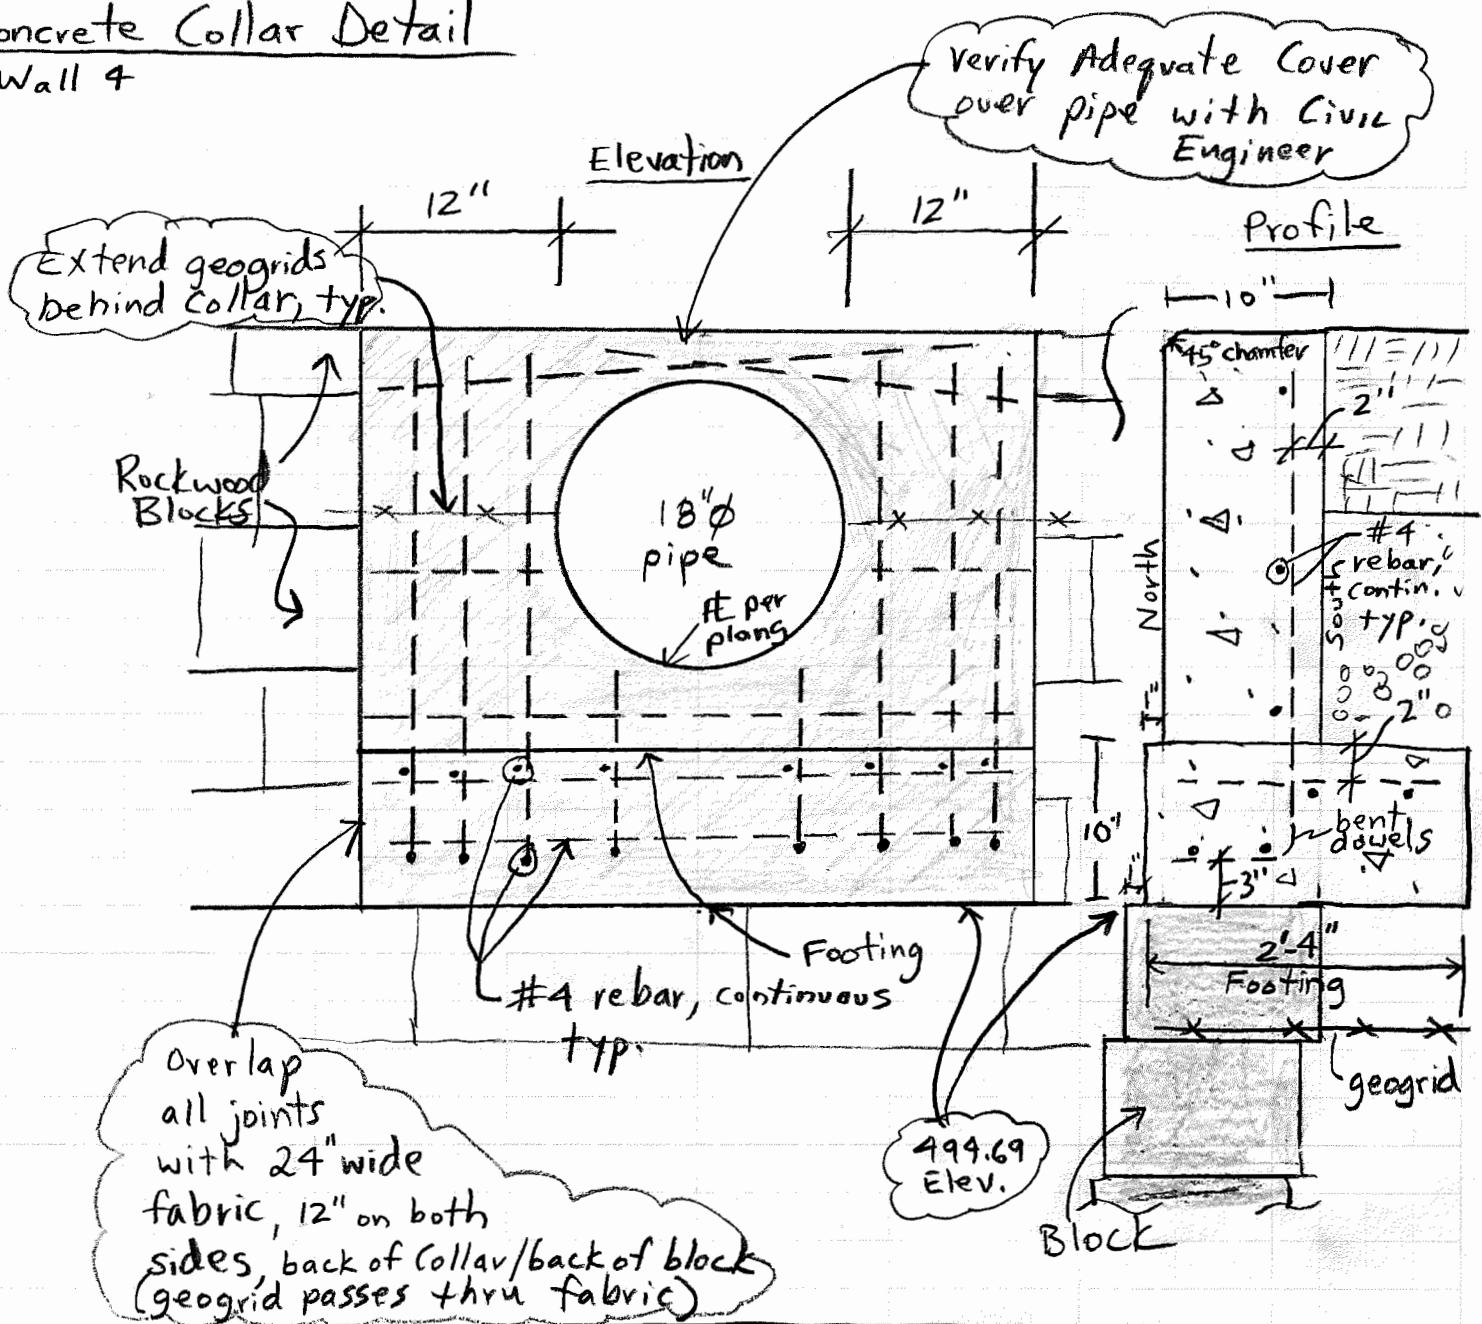 oncrete Collar Detail
Wall 4
Verify Adequate Cover
over pipe with Civil
Engineer
Elevation
12"
12"
Profile
Extend geogrids
behind Collar, typ.
10"
45° chamfer
2"
Rockwood
Blocks
18"Ø
pipe
#4
rebar,
contin.
typ.
North
South
FE per
plans
1"
2"
10"
bent
dowels
1"
3"
Footing
2'-4"
Footing
#4 rebar, continuous
typ.
geogrid
Overlap
all joints
with 24" wide
fabric, 12" on both
sides, back of Collar/back of block
(geogrid passes thru fabric)
494.69
Elev.
Block